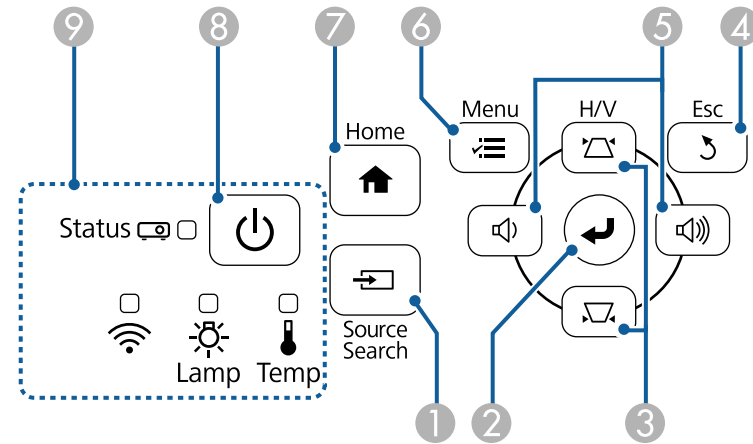 9 8 7 6 5 4
Menu H/V Esc
Home
Status
Source
Search
Lamp Temp
1 2 3